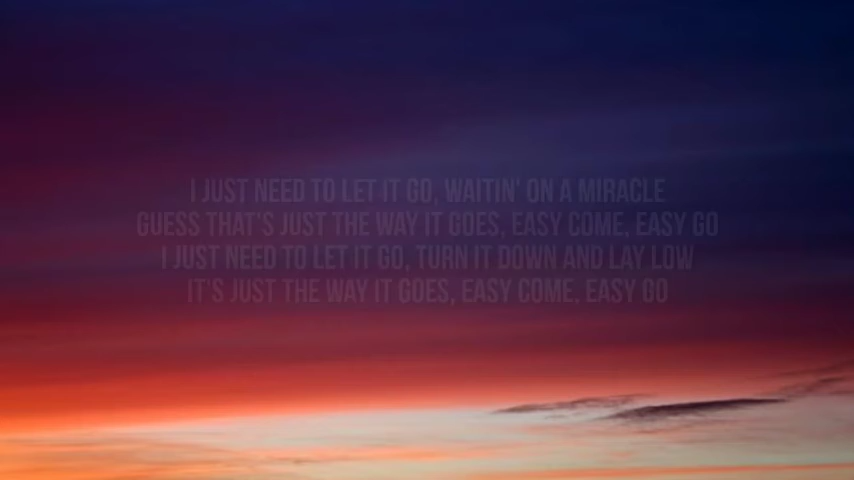 I JUST NEED TO LET IT GO, WAITIN' ON A MIRACLE
GUESS THAT'S JUST THE WAY IT GOES, EASY COME, EASY GO
I JUST NEED TO LET IT GO, TURN IT DOWN AND LAY LOW
IT'S JUST THE WAY IT GOES, EASY COME, EASY GO